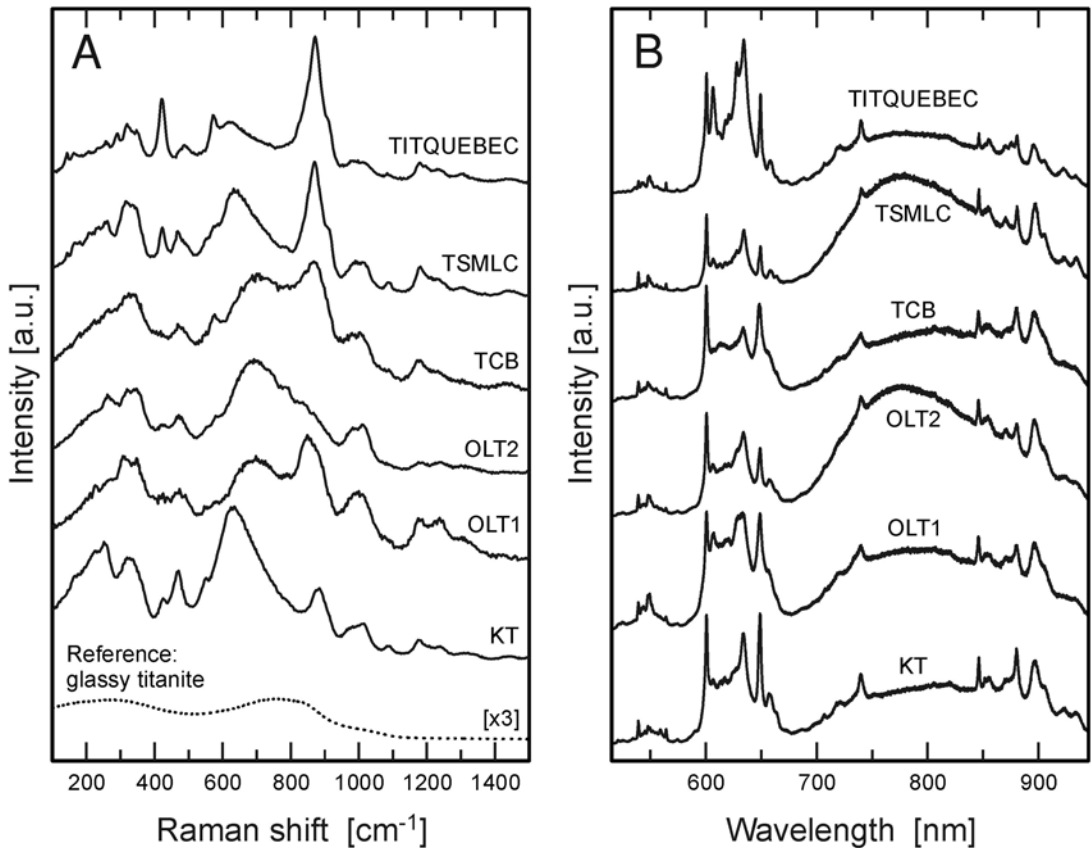 A
TITQUEBEC
TSMLC
TCB
OLT2
OLT1
KT
Reference:
glassy titanite
[x3]
200 400 600 800 1000 1200 1400
Raman shift [cm-1]
Intensity [a.u.]
B
TITQUEBEC
TSMLC
TCB
OLT2
OLT1
KT
600 700 800 900
Wavelength [nm]
Intensity [a.u.]